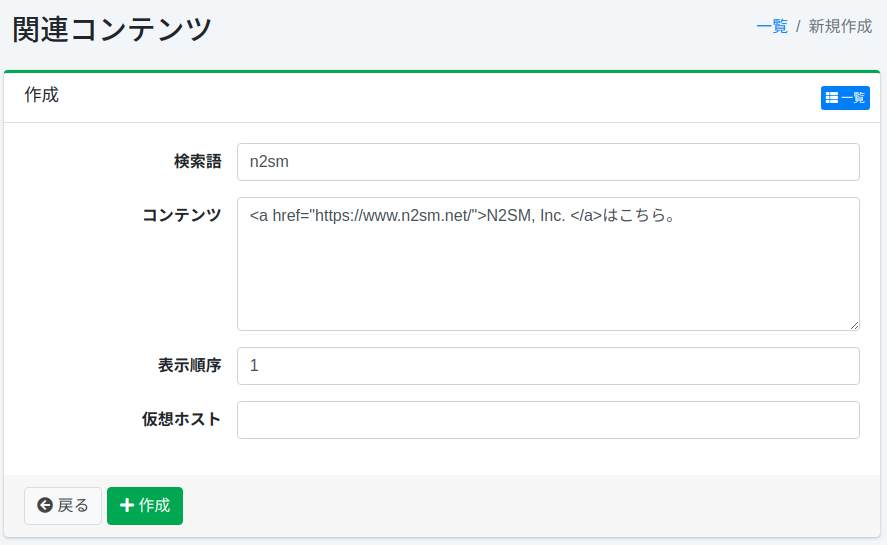 関連コンテンツ
一覧 / 新規作成
作成
一覧
検索語 n2sm
コンテンツ <a href="https://www.n2sm.net/">N2SM, Inc. </a>はこちら。
表示順序 1
仮想ホスト
戻る 作成